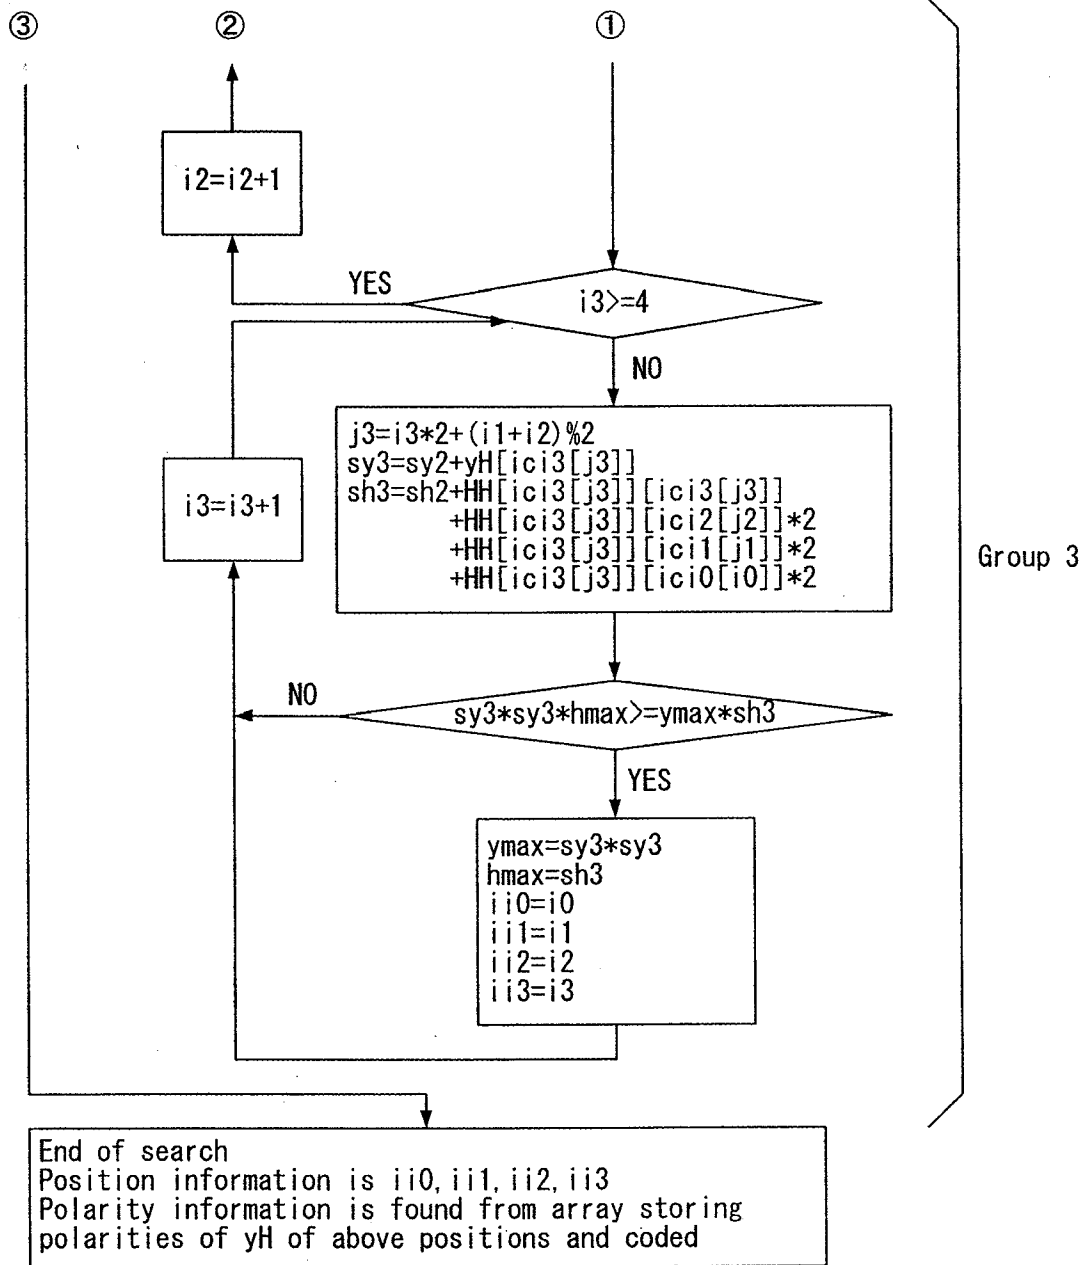 ③ ② ①
i2=i2+1
YES
i3>=4
NO
j3=i3*2+(i1+i2)%2
sy3=sy2+yH[ici3[j3]]
sh3=sh2+HH[ici3[j3]][ici3[j3]]
+HH[ici3[j3]][ici2[j2]]*2
+HH[ici3[j3]][ici1[j1]]*2
+HH[ici3[j3]][ici0[i0]]*2
i3=i3+1
Group 3
NO
sy3*sy3*hmax>=ymax*sh3
YES
ymax=sy3*sy3
hmax=sh3
ii0=i0
ii1=i1
ii2=i2
ii3=i3
End of search
Position information is ii0, ii1, ii2, ii3
Polarity information is found from array storing
polarities of yH of above positions and coded